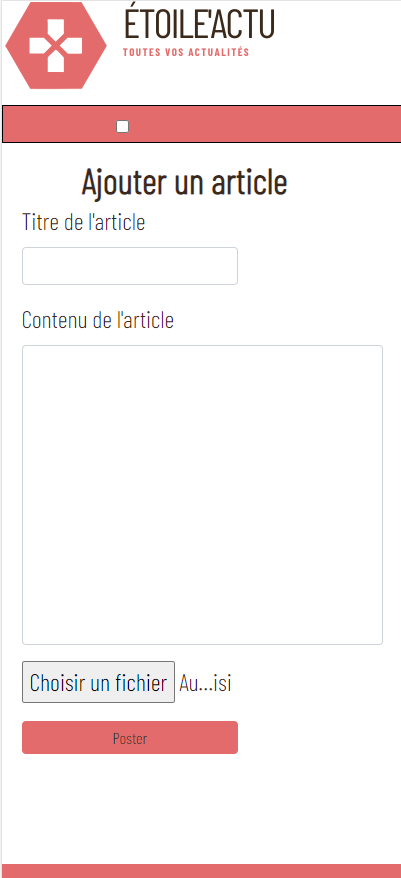 ÉTOILE'ACTU
TOUTES VOS ACTUALITÉS
Ajouter un article
Titre de l'article
Contenu de l'article
Choisir un fichier Au...isi
Poster